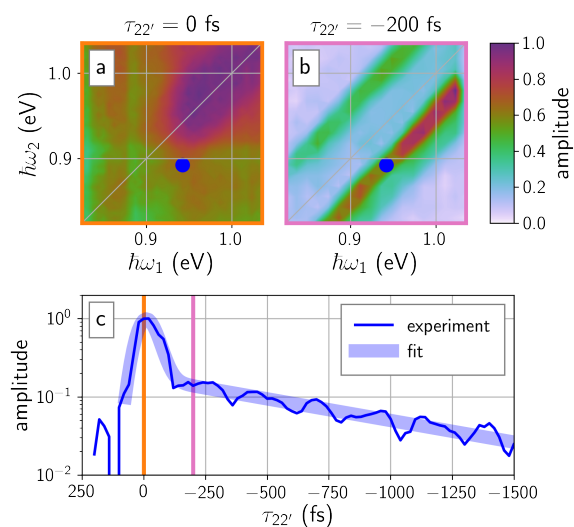 τ₂₂′ = 0 fs
τ₂₂′ = −200 fs
a
b
1.0
0.9
ħω₂ (eV)
0.9
1.0
ħω₁ (eV)
0.9
1.0
ħω₁ (eV)
1.0
0.8
0.6
0.4
0.2
0.0
amplitude
c
experiment
fit
10⁰
10⁻¹
10⁻²
amplitude
250
0
−250
−500
−750
−1000
−1250
−1500
τ₂₂′ (fs)